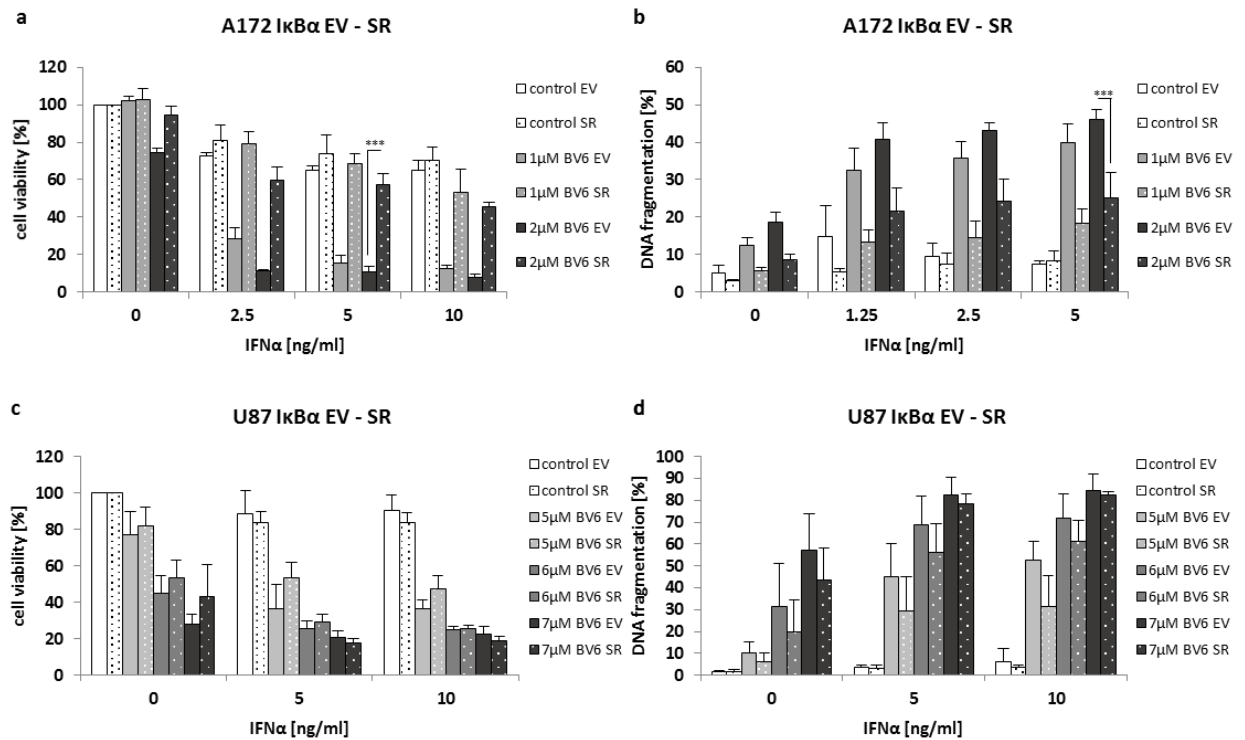 a
A172 IκBα EV - SR
cell viability [%]
120
100
80
60
40
20
0
***
0 2.5 5 10
IFNα [ng/ml]
control EV
control SR
1μM BV6 EV
1μM BV6 SR
2μM BV6 EV
2μM BV6 SR
b
A172 IκBα EV - SR
DNA fragmentation [%]
60
50
40
30
20
10
0
***
0 1.25 2.5 5
IFNα [ng/ml]
control EV
control SR
1μM BV6 EV
1μM BV6 SR
2μM BV6 EV
2μM BV6 SR
c
U87 IκBα EV - SR
cell viability [%]
120
100
80
60
40
20
0
0 5 10
IFNα [ng/ml]
control EV
control SR
5μM BV6 EV
5μM BV6 SR
6μM BV6 EV
6μM BV6 SR
7μM BV6 EV
7μM BV6 SR
d
U87 IκBα EV - SR
DNA fragmentation [%]
100
90
80
70
60
50
40
30
20
10
0
0 5 10
IFNα [ng/ml]
control EV
control SR
5μM BV6 EV
5μM BV6 SR
6μM BV6 EV
6μM BV6 SR
7μM BV6 EV
7μM BV6 SR